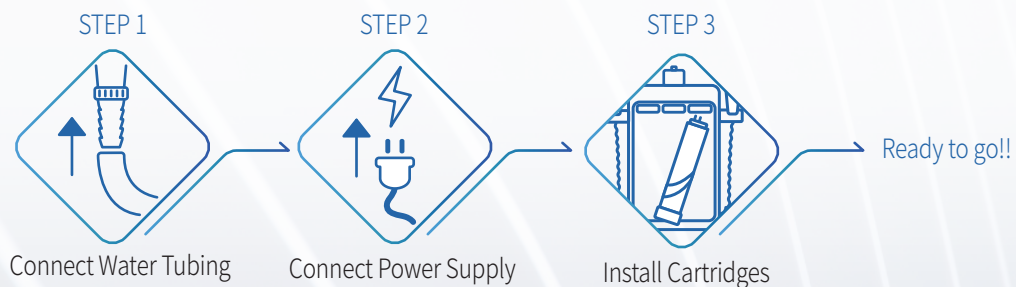 STEP 1
STEP 2
STEP 3
Ready to go!!
Connect Water Tubing
Connect Power Supply
Install Cartridges